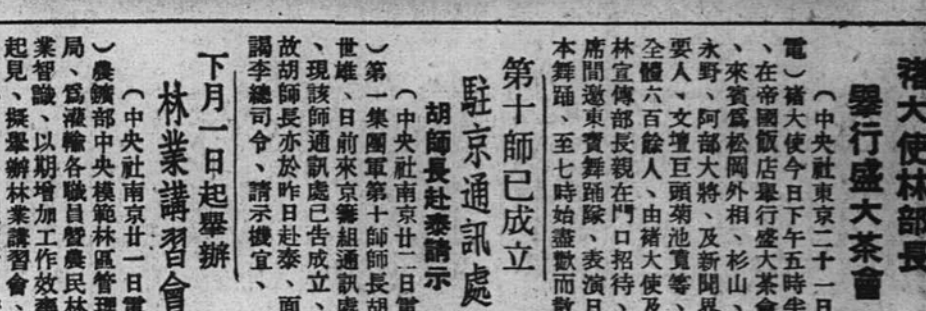 褚大使林部長
舉行盛大茶會
（中央社東京二十一日
電）褚大使今日下午五時半
、在帝國飯店舉行盛大茶會
、來賓爲松岡外相、杉山、
永野、阿部大將、及新聞界
要人、文壇巨頭菊池寬等、
全體六百餘人、由褚大使及
林宣傳部長親在門口招待、
席間邀東寶舞踊隊、表演日
本舞踊、至七時始盡歡而散
第十師已成立
駐京通訊處
胡師長赴泰請示
（中央社南京廿二日電
）第一集團軍第十師師長胡
世雄、日前來京籌組通訊處
、現該師通訊處已告成立、
故胡師長亦於昨日赴泰、面
謁李總司令、請示機宜、
下月一日起舉辦
林業講習會
（中央社南京廿一日電
）農鑛部中央模範林區管理
局、爲灌輸各職員暨農民林
業智識、以期增加工作效率
起見、擬舉辦林業講習會、